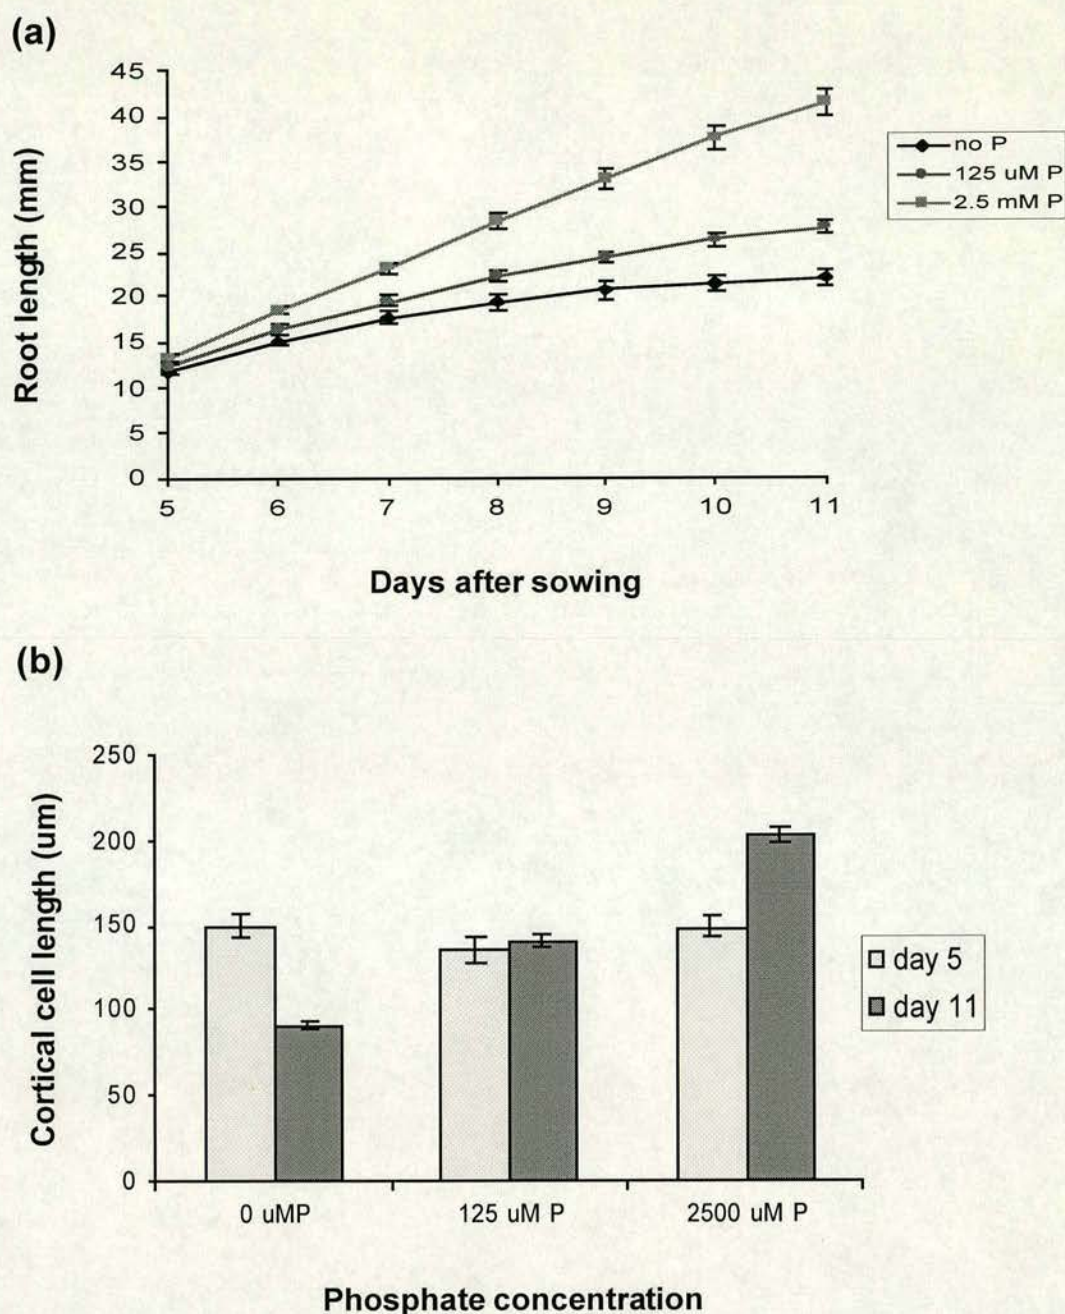 (a)
45
40
35
30
25
20
15
10
5
0
Root length (mm)
5 6 7 8 9 10 11
Days after sowing
no P
125 uM P
2.5 mM P
(b)
250
200
150
100
50
0
Cortical cell length (um)
0 uMP 125 uM P 2500 uM P
Phosphate concentration
day 5
day 11